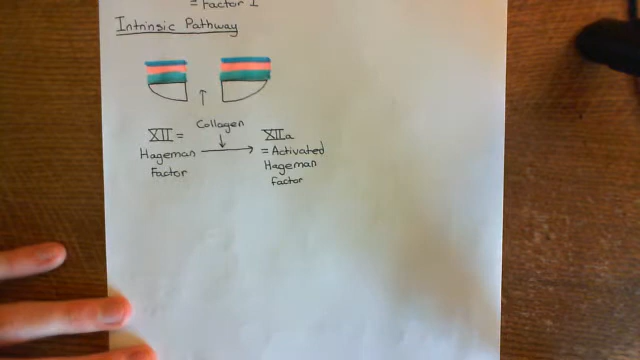 = Factor I
Intrinsic Pathway
Collagen
XII =
Hageman
Factor
XIIa
= Activated
Hageman
factor